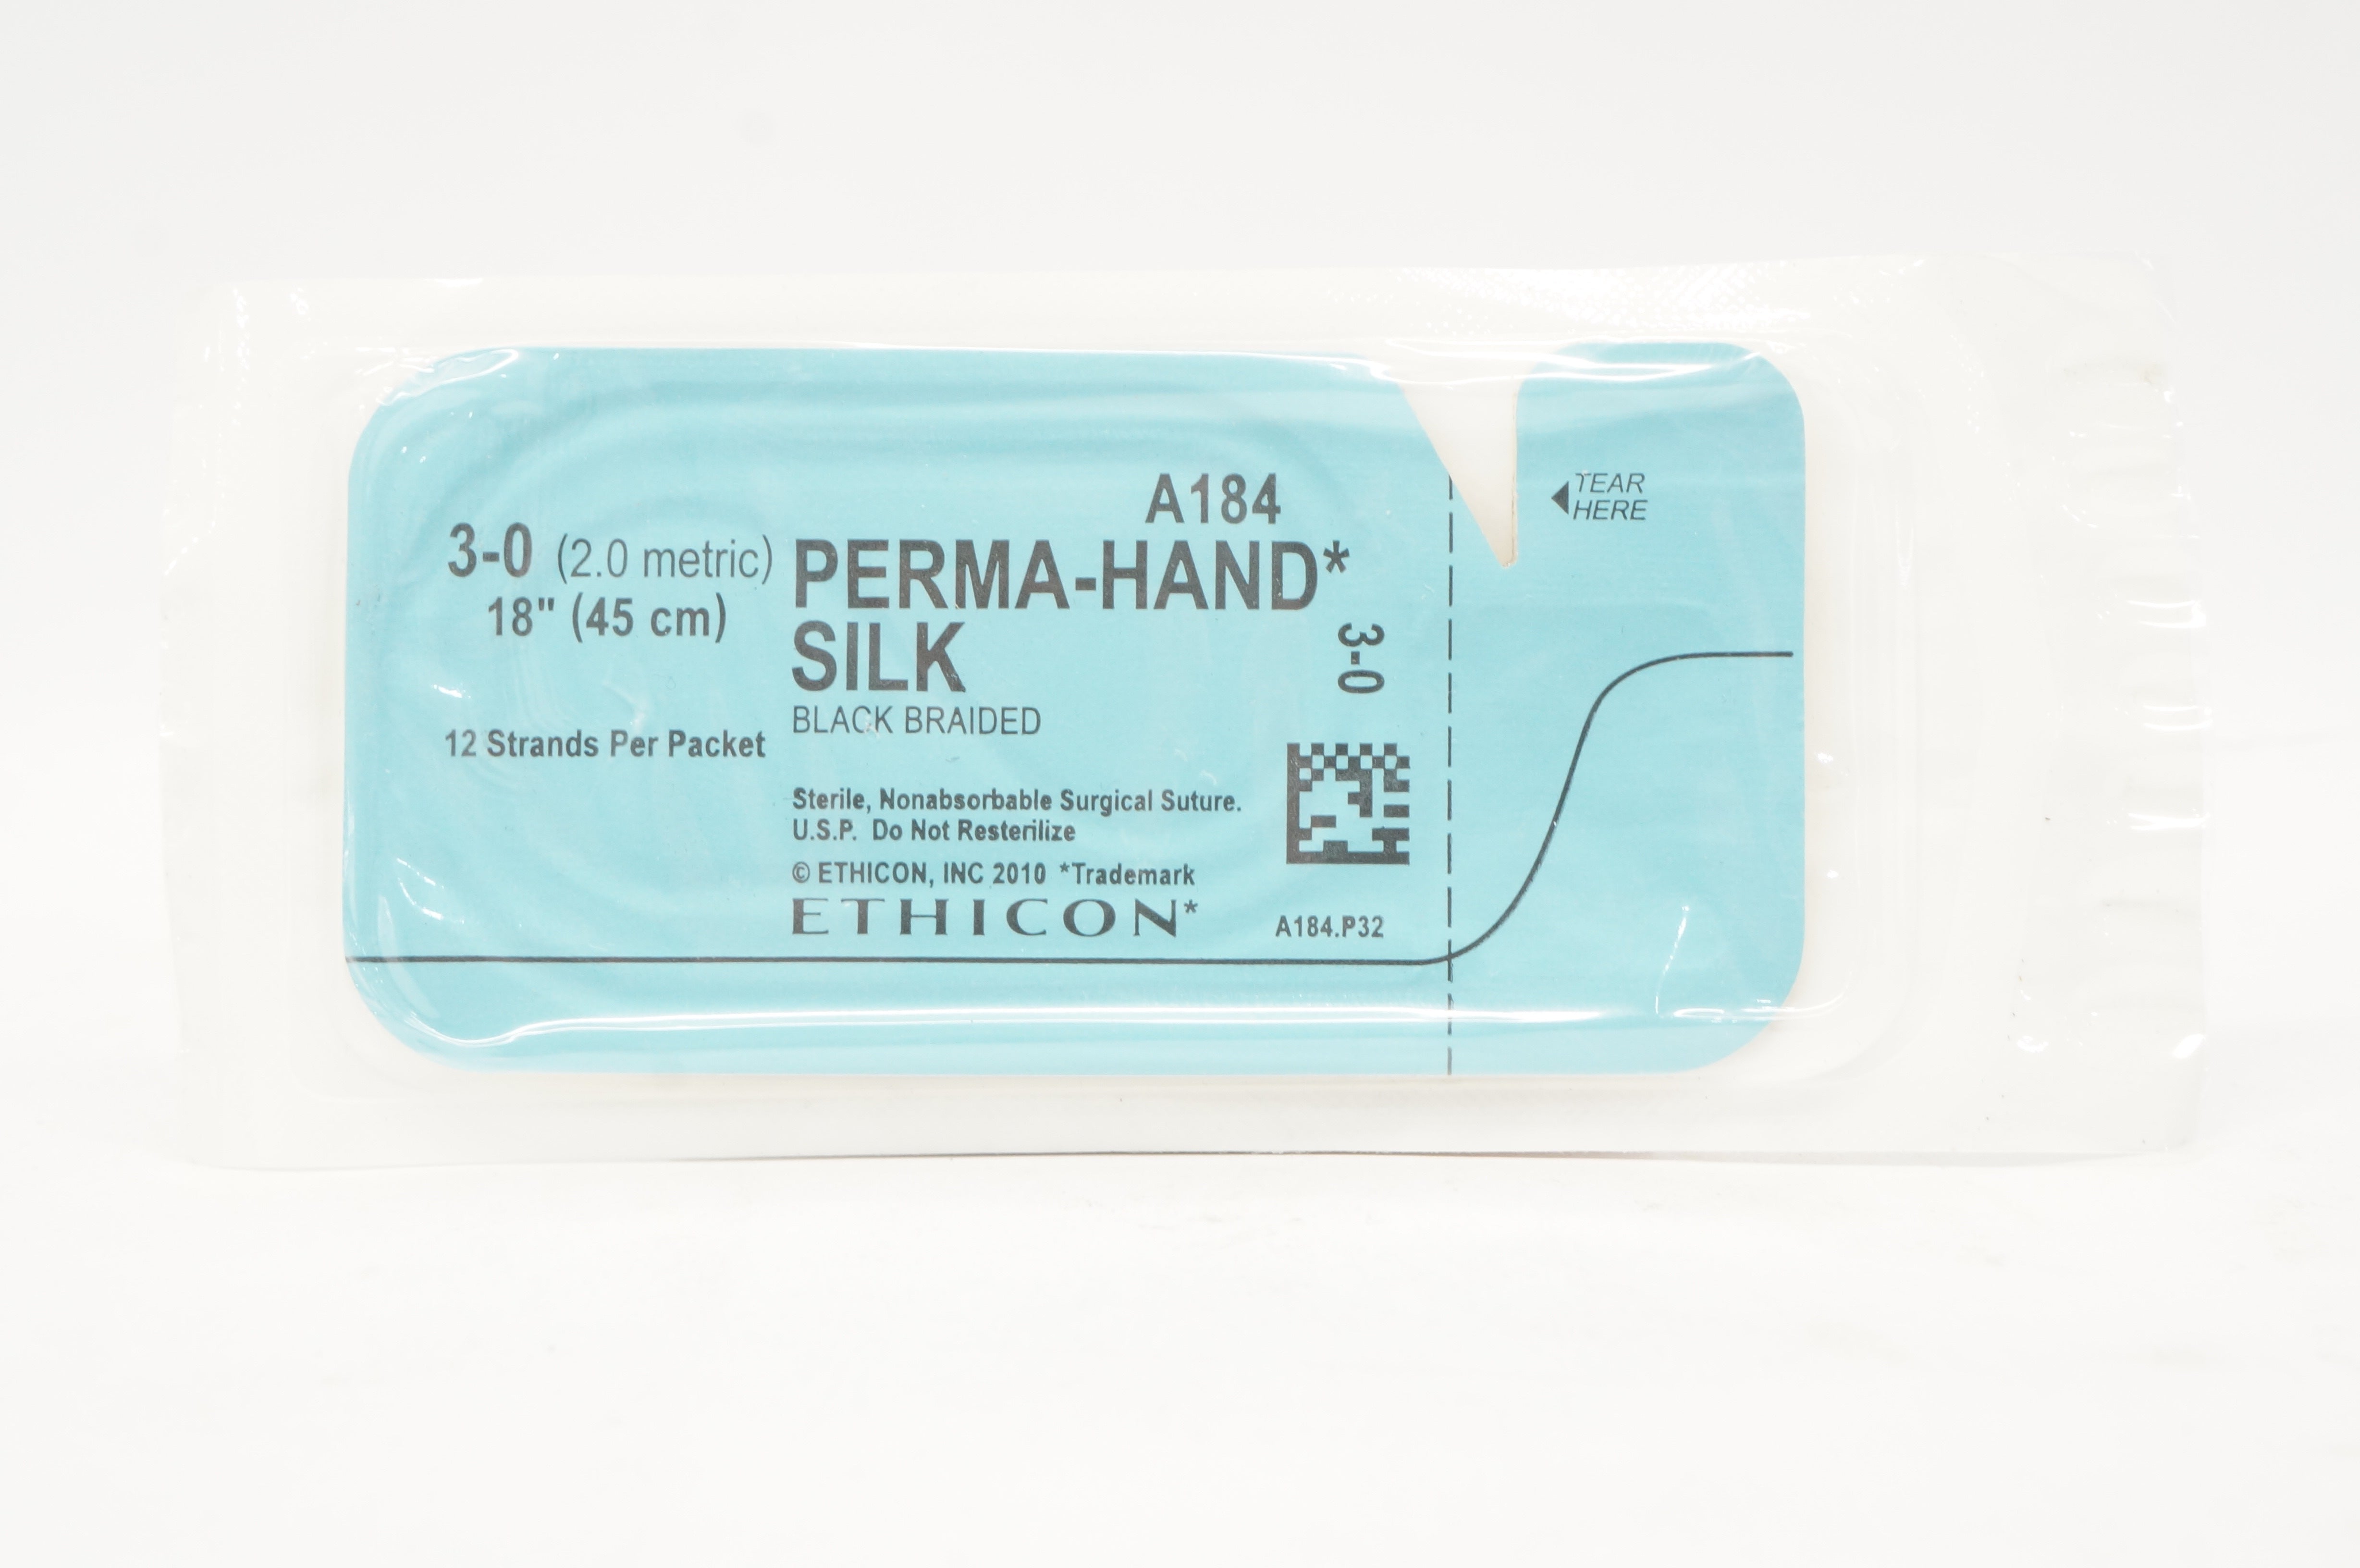 A184
3-0 (2.0 metric)
18" (45 cm)
12 Strands Per Packet
PERMA-HAND*
SILK
BLACK BRAIDED
3-0
Sterile, Nonabsorbable Surgical Suture.
U.S.P. Do Not Resterilize
© ETHICON, INC 2010 *Trademark
ETHICON*
A184.P32
TEAR
HERE